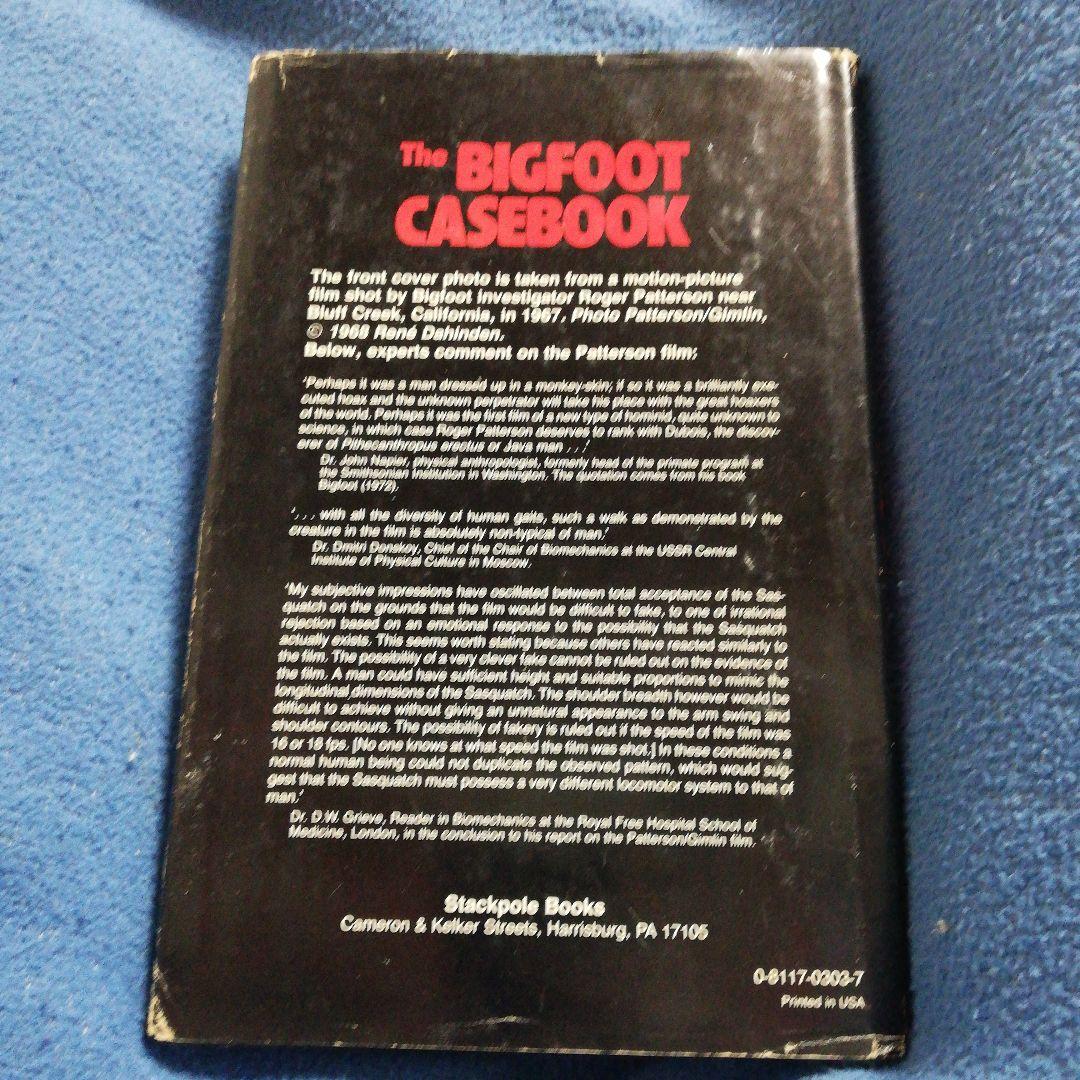 The BIGFOOT
CASEBOOK
The front cover photo is taken from a motion-picture
film shot by Bigfoot investigator Roger Patterson near
Bluff Creek, California, in 1967. Photo Patterson/Gimlin,
© 1968 René Dahinden.
Below, experts comment on the Patterson film:
'Perhaps it was a man dressed up in a monkey-skin; if so it was a brilliantly exe-
cuted hoax and the unknown perpetrator will take his place with the great hoaxers
of the world. Perhaps it was the first film of a new type of hominid, quite unknown to
science, in which case Roger Patterson deserves to rank with Dubois, the discov-
erer of Pithecanthropus erectus or Java man . . .'
Dr. John Napier, physical anthropologist, formerly head of the primate program at
the Smithsonian Institution in Washington. The quotation comes from his book
Bigfoot (1972).
'. . . with all the diversity of human gaits, such a walk as demonstrated by the
creature in the film is absolutely non-typical of man.'
Dr. Dmitri Donskoy, Chief of the Chair of Biomechanics at the USSR Central
Institute of Physical Culture in Moscow.
'My subjective impressions have oscillated between total acceptance of the Sas-
quatch on the grounds that the film would be difficult to fake, to one of irrational
rejection based on an emotional response to the possibility that the Sasquatch
actually exists. This seems worth stating because others have reacted similarly to
the film. The possibility of a very clever fake cannot be ruled out on the evidence of
the film. A man could have sufficient height and suitable proportions to mimic the
longitudinal dimensions of the Sasquatch. The shoulder breadth however would be
difficult to achieve without giving an unnatural appearance to the arm swing and
shoulder contours. The possibility of fakery is ruled out if the speed of the film was
16 or 18 fps. [No one knows at what speed the film was shot.] In these conditions a
normal human being could not duplicate the observed pattern, which would sug-
gest that the Sasquatch must possess a very different locomotor system to that of
man.'
Dr. D.W. Grieve, Reader in Biomechanics at the Royal Free Hospital School of
Medicine, London, in the conclusion to his report on the Patterson/Gimlin film.
Stackpole Books
Cameron & Kelker Streets, Harrisburg, PA 17105
0-8117-0303-7
Printed in USA